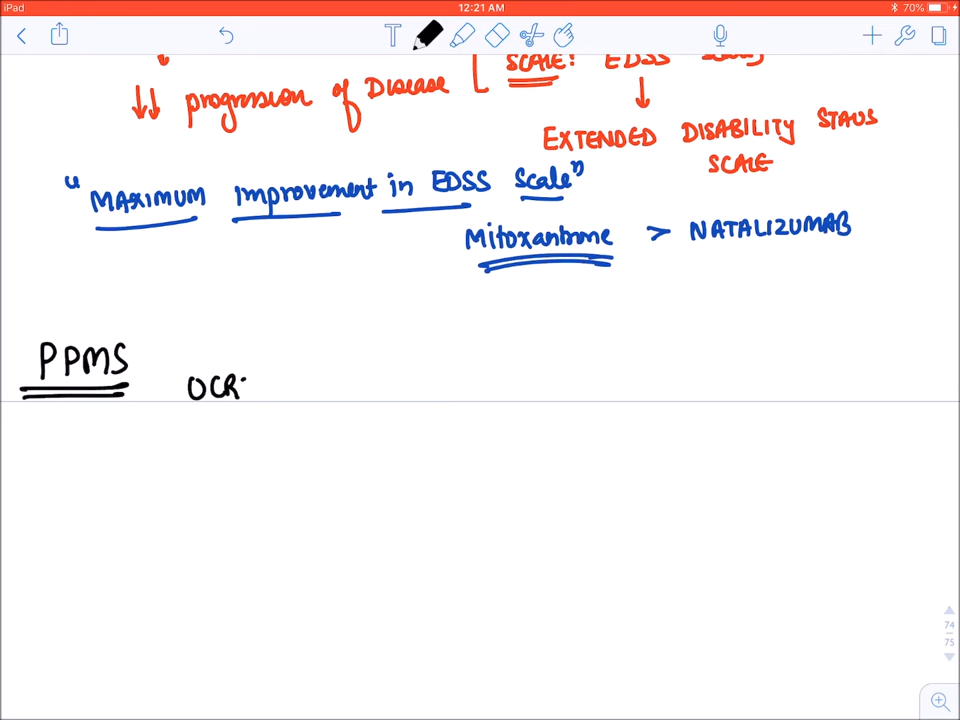 iPad 12:21 AM 70%
T
SCALE: EDSS
↓↓ progression of Disease
EXTENDED DISABILITY STAUS
SCALE
"MAXIMUM improvement in EDSS Scale"
Mitoxantrone > NATALIZUMAB
PPMS
OCR
74
75